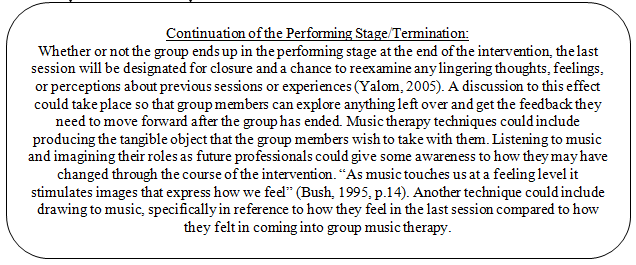 Continuation of the Performing Stage/Termination:
Whether or not the group ends up in the performing stage at the end of the intervention, the last
session will be designated for closure and a chance to reexamine any lingering thoughts, feelings,
or perceptions about previous sessions or experiences (Yalom, 2005). A discussion to this effect
could take place so that group members can explore anything left over and get the feedback they
need to move forward after the group has ended. Music therapy techniques could include
producing the tangible object that the group members wish to take with them. Listening to music
and imagining their roles as future professionals could give some awareness to how they may have
changed through the course of the intervention. “As music touches us at a feeling level it
stimulates images that express how we feel” (Bush, 1995, p.14). Another technique could include
drawing to music, specifically in reference to how they feel in the last session compared to how
they felt in coming into group music therapy.